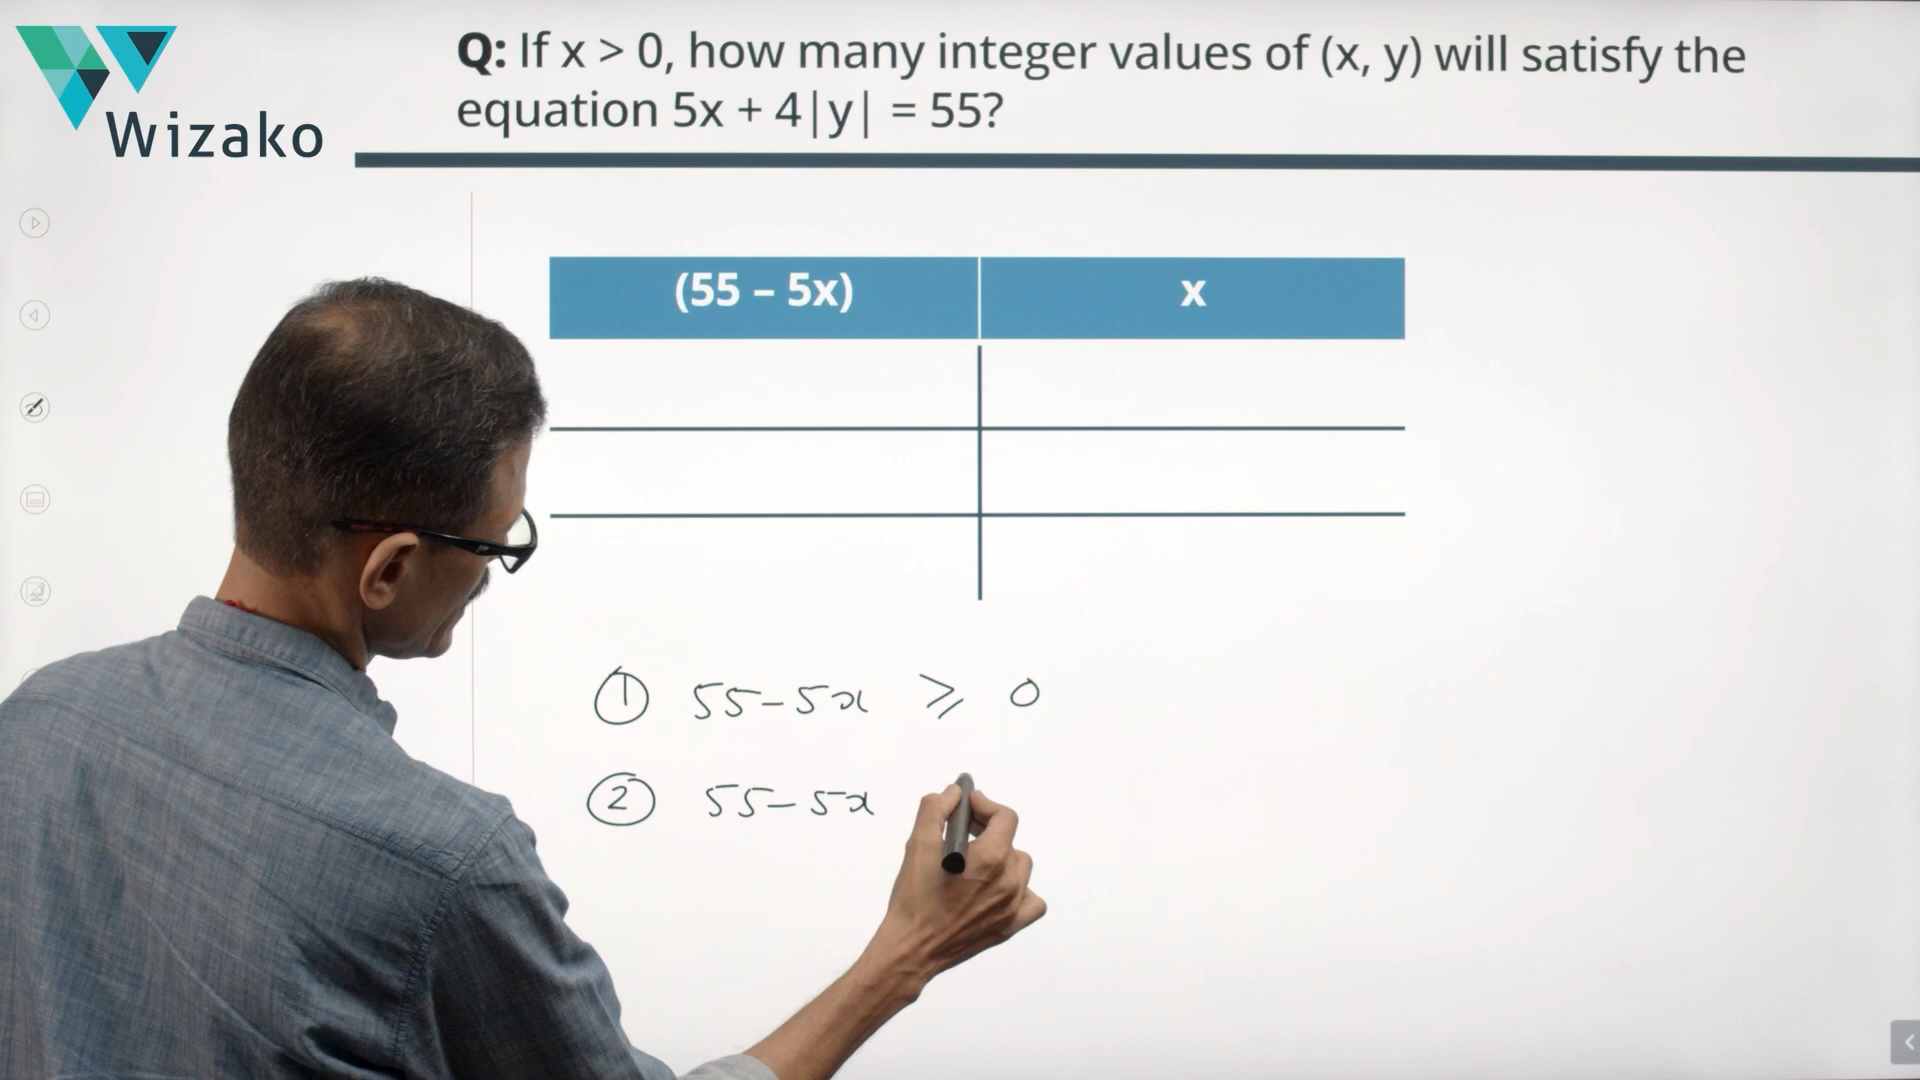 Wizako
Q: If x > 0, how many integer values of (x, y) will satisfy the
equation 5x + 4|y| = 55?
(55 – 5x) x
① 55-5x ⩾ 0
② 55-5x